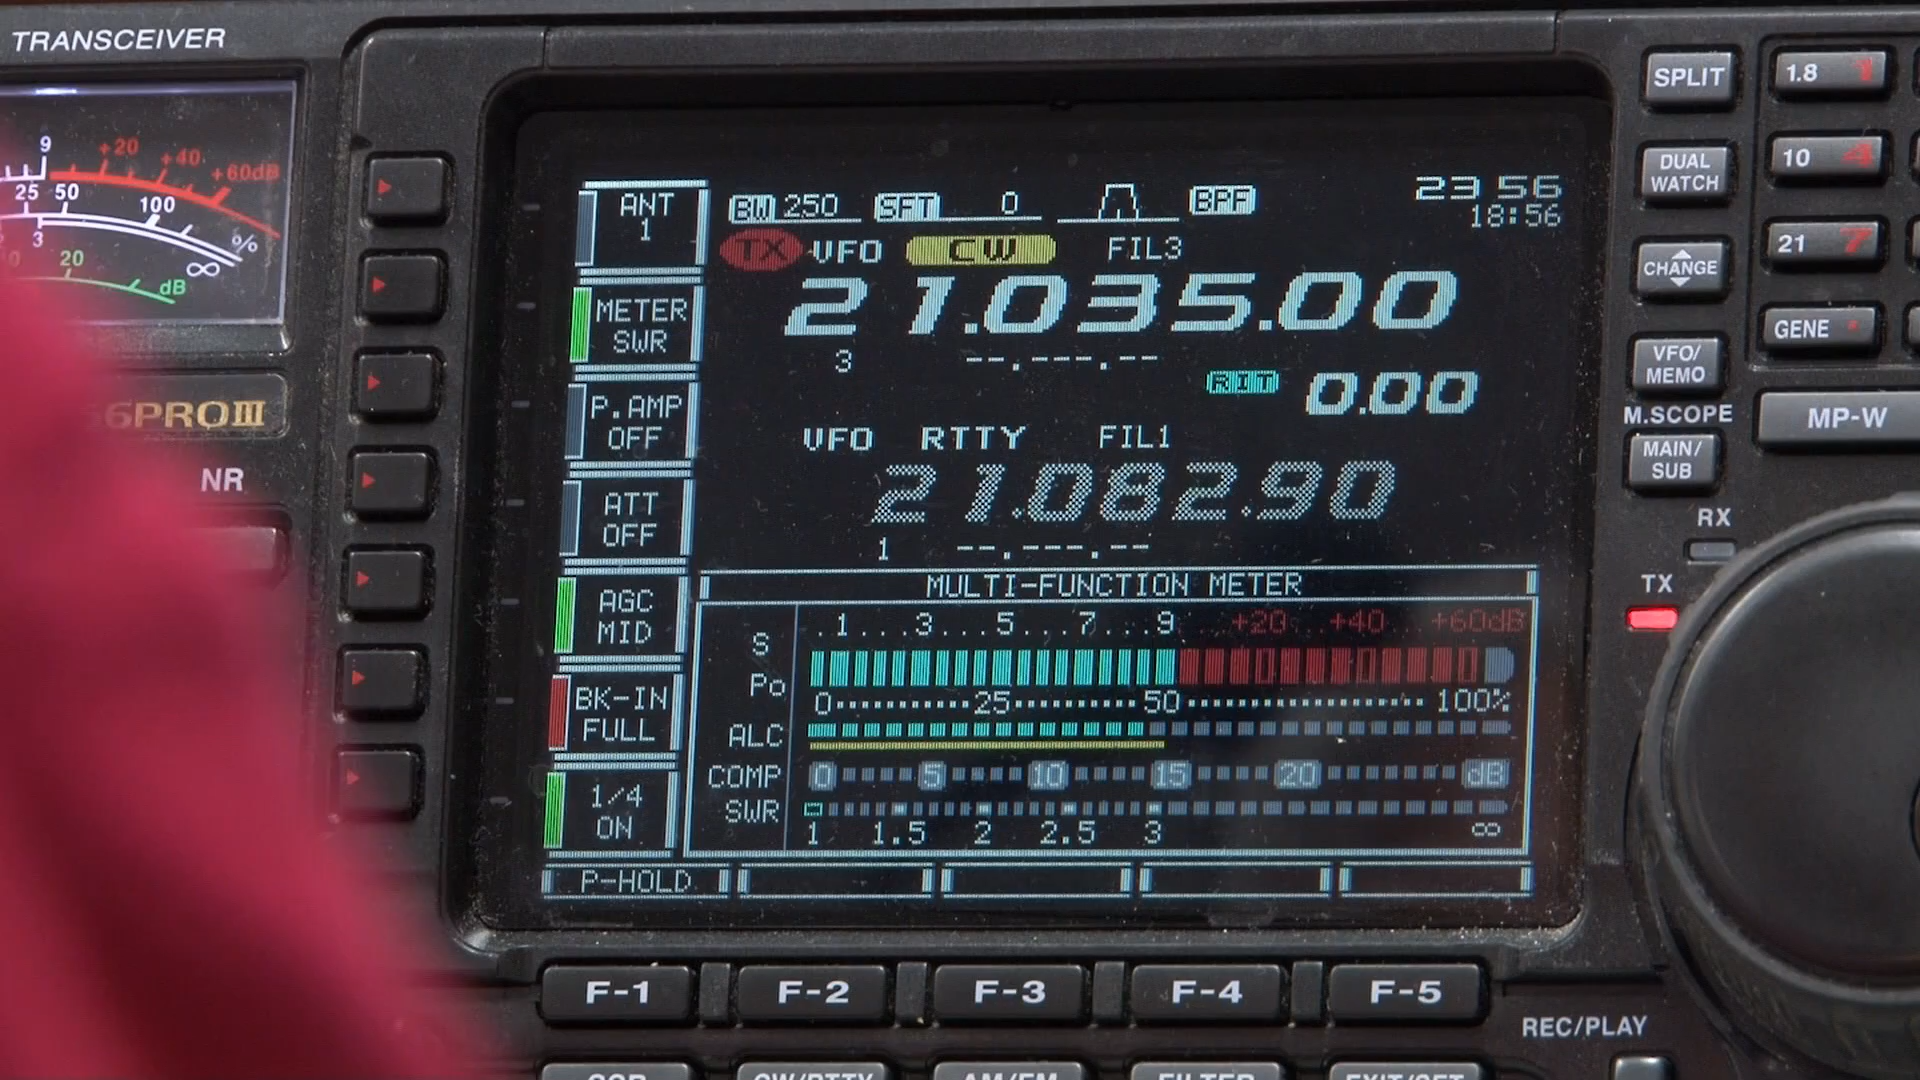 TRANSCEIVER
9 +20 +40 +60dB
25 50 100 %
3 ∞
20 dB
56PROIII
NR
ANT
1
METER
SWR
P.AMP
OFF
ATT
OFF
AGC
MID
BK-IN
FULL
1/4
ON
BW 250 SFT 0 BPF
23 56
18:56
TX VFO CW FIL3
21.035.00
3 --.---.--
RIT 0.00
VFO RTTY FIL1
21.082.90
1 --.---.--
MULTI-FUNCTION METER
S .1...3...5...7...9...+20...+40...+60dB
Po
0 25 50 100%
ALC
COMP 0 5 10 15 20 dB
SWR
1 1.5 2 2.5 3 ∞
P-HOLD
F-1 F-2 F-3 F-4 F-5
SPLIT
DUAL
WATCH
CHANGE
VFO/
MEMO
M.SCOPE
MAIN/
SUB
RX
TX
1.8 1
10 4
21 7
GENE
MP-W
REC/PLAY
CW/RTTY AM/FM FILTER EXIT/SET